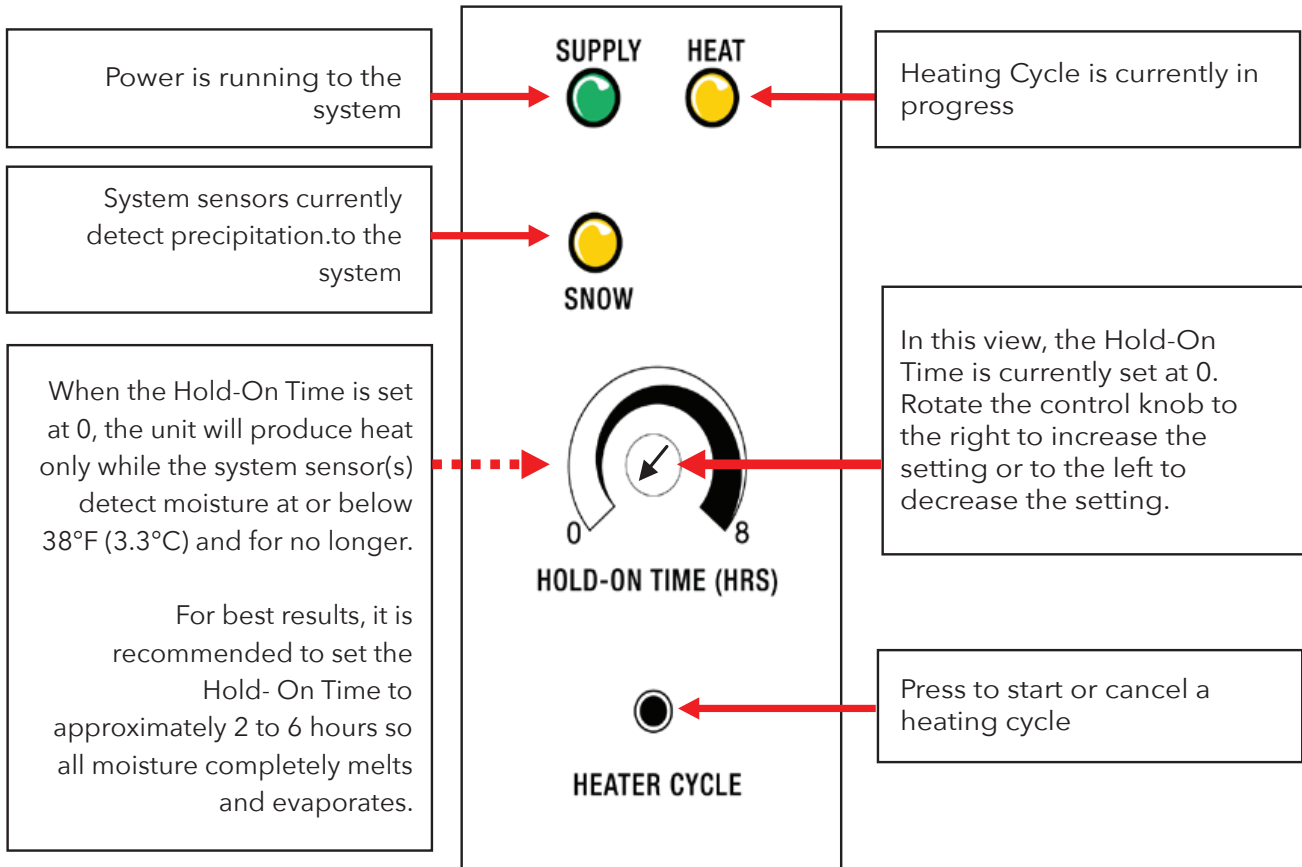 Power is running to the
system
SUPPLY HEAT
Heating Cycle is currently in
progress
System sensors currently
detect precipitation.to the
system
SNOW
When the Hold-On Time is set
at 0, the unit will produce heat
only while the system sensor(s)
detect moisture at or below
38°F (3.3°C) and for no longer.
For best results, it is
recommended to set the
Hold- On Time to
approximately 2 to 6 hours so
all moisture completely melts
and evaporates.
0 8
HOLD-ON TIME (HRS)
In this view, the Hold-On
Time is currently set at 0.
Rotate the control knob to
the right to increase the
setting or to the left to
decrease the setting.
HEATER CYCLE
Press to start or cancel a
heating cycle